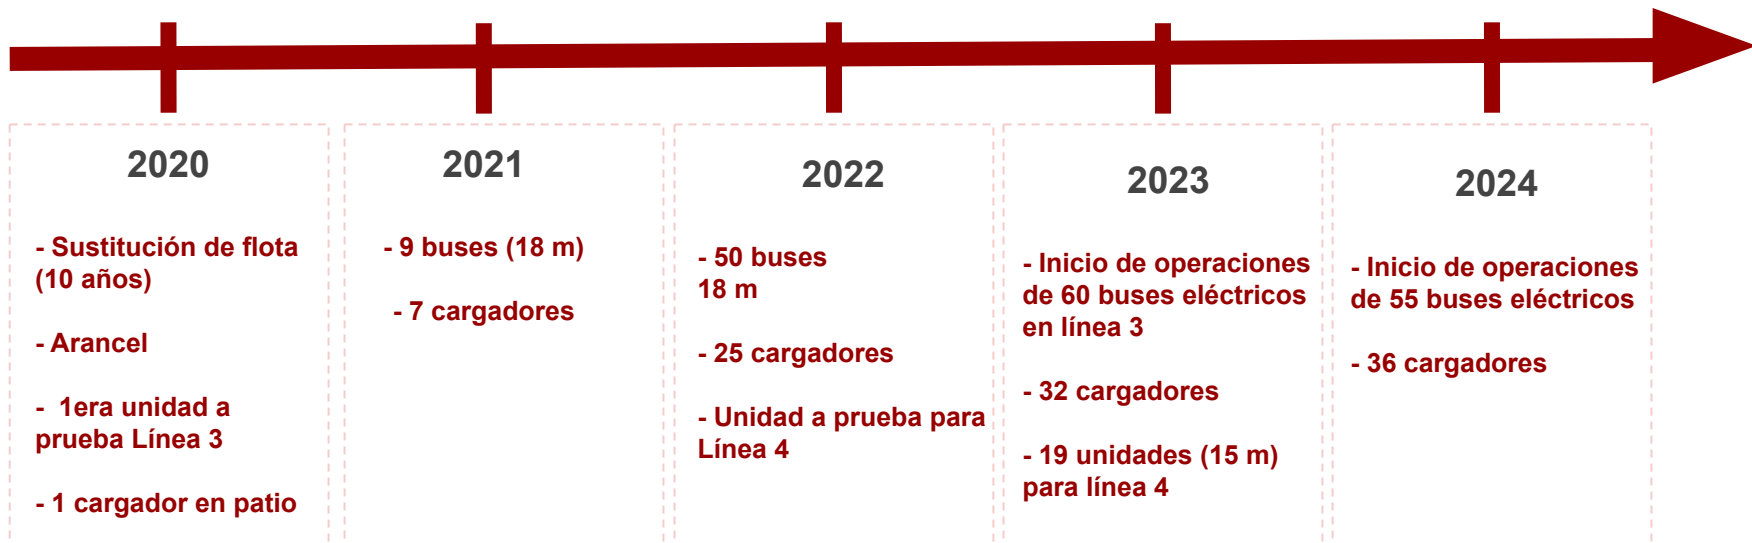 2020
- Sustitución de flota
(10 años)
- Arancel
- 1era unidad a
prueba Línea 3
- 1 cargador en patio
2021
- 9 buses (18 m)
- 7 cargadores
2022
- 50 buses
18 m
- 25 cargadores
- Unidad a prueba para
Línea 4
2023
- Inicio de operaciones
de 60 buses eléctricos
en línea 3
- 32 cargadores
- 19 unidades (15 m)
para línea 4
2024
- Inicio de operaciones
de 55 buses eléctricos
- 36 cargadores